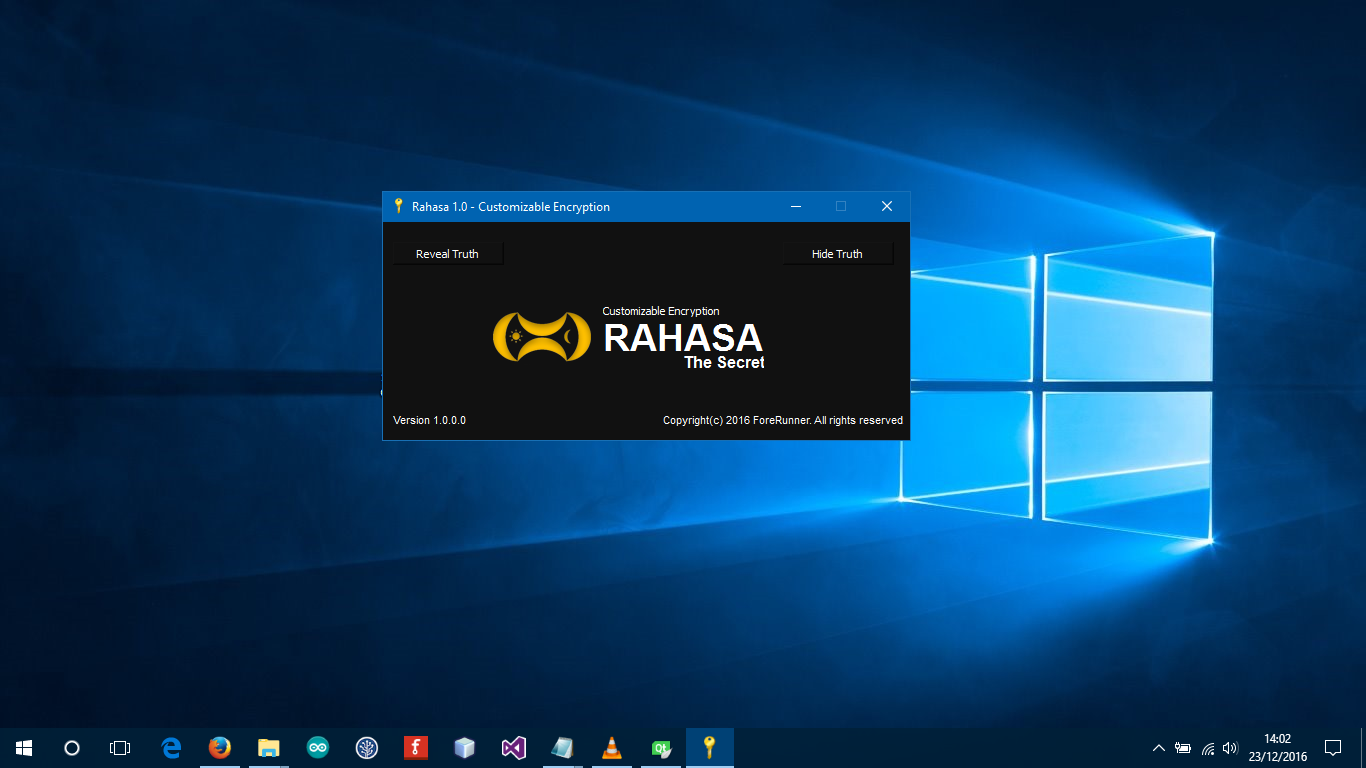 Rahasa 1.0 - Customizable Encryption
Reveal Truth
Hide Truth
Customizable Encryption
RAHASA
The Secret
Version 1.0.0.0
Copyright(c) 2016 ForeRunner. All rights reserved
Qt
14:02
23/12/2016